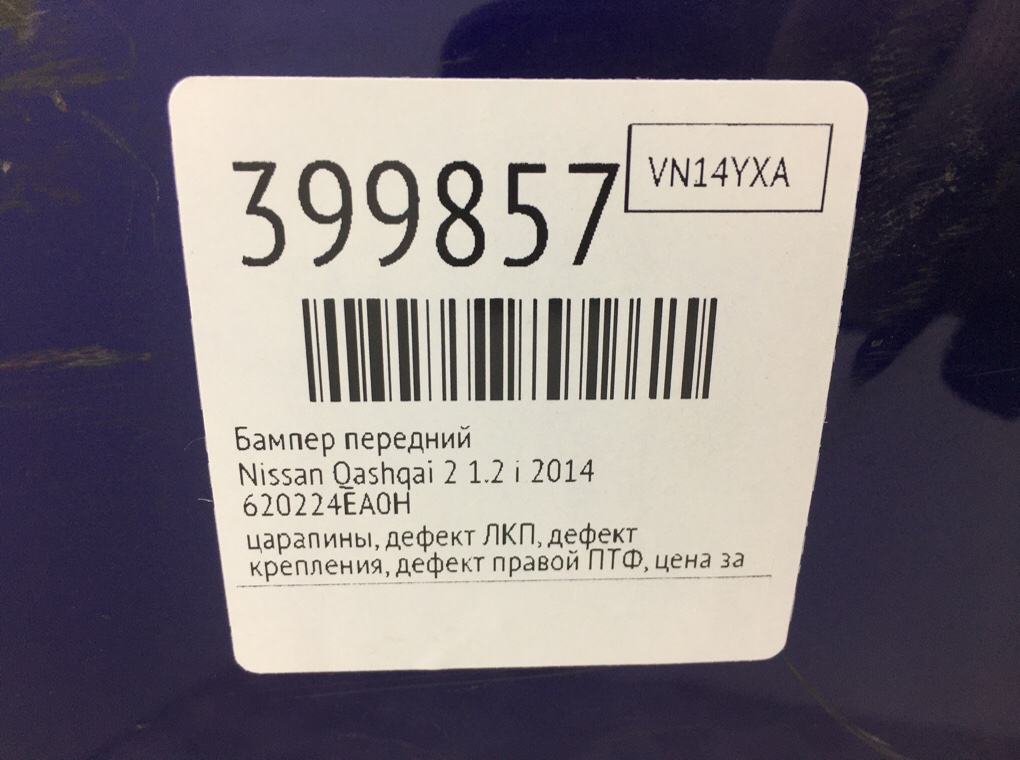 399857
VN14YXA
Бампер передний
Nissan Qashqai 2 1.2 i 2014
620224EA0H
царапины, дефект ЛКП, дефект
крепления, дефект правой ПТФ, цена за